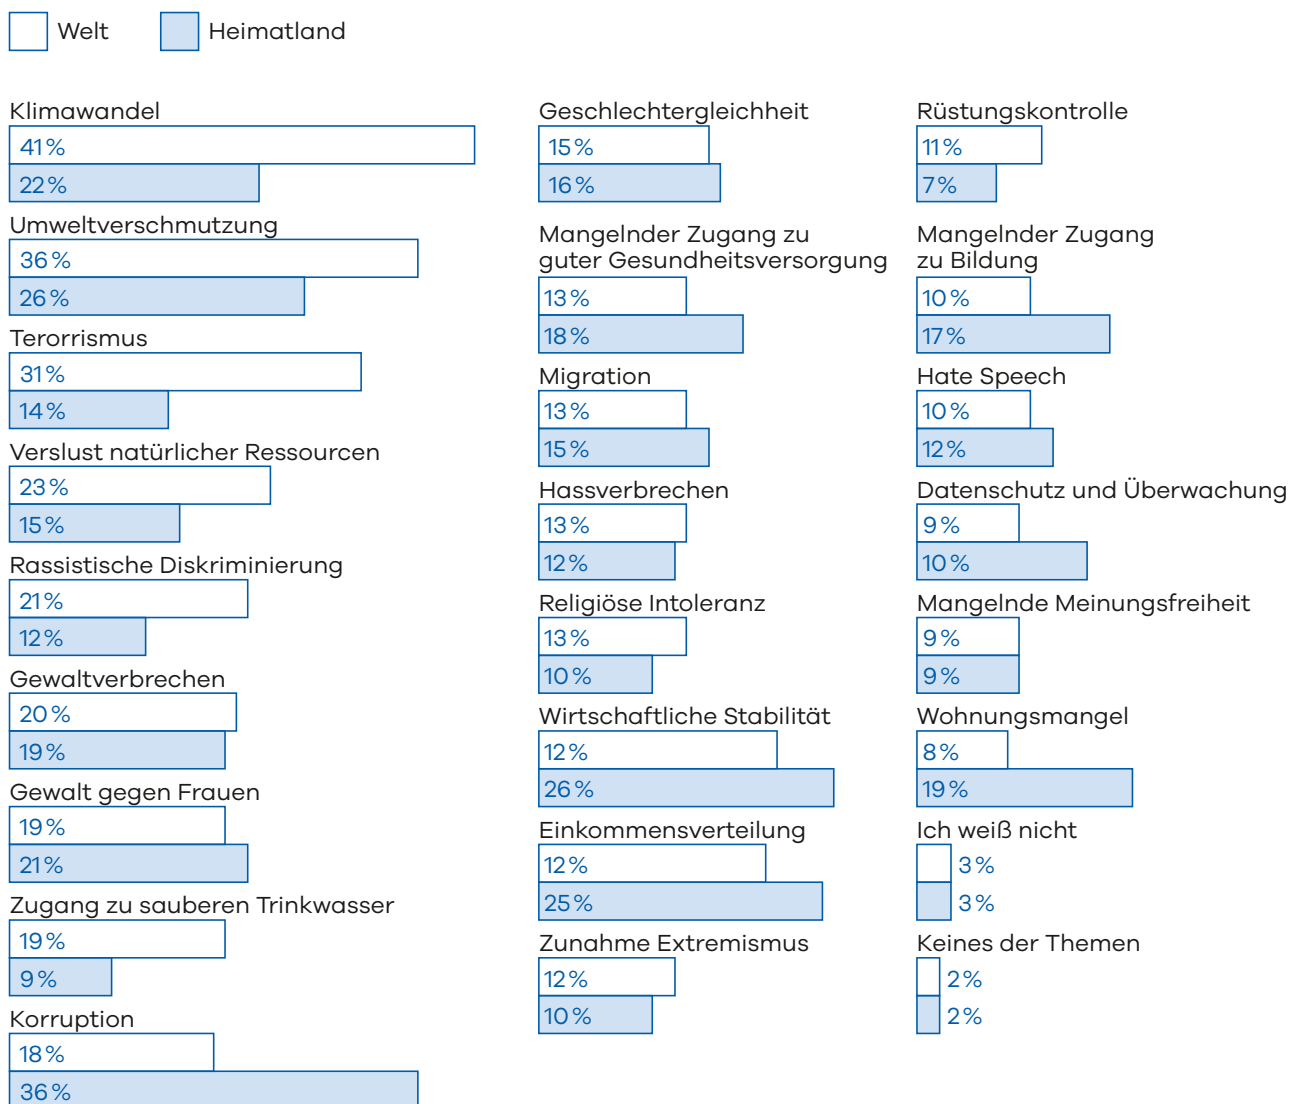 Welt
Heimatland
Klimawandel
41%
22%
Umweltverschmutzung
36%
26%
Terorrismus
31%
14%
Verslust natürlicher Ressourcen
23%
15%
Rassistische Diskriminierung
21%
12%
Gewaltverbrechen
20%
19%
Gewalt gegen Frauen
19%
21%
Zugang zu sauberen Trinkwasser
19%
9%
Korruption
18%
36%
Geschlechtergleichheit
15%
16%
Mangelnder Zugang zu
guter Gesundheitsversorgung
13%
18%
Migration
13%
15%
Hassverbrechen
13%
12%
Religiöse Intoleranz
13%
10%
Wirtschaftliche Stabilität
12%
26%
Einkommensverteilung
12%
25%
Zunahme Extremismus
12%
10%
Rüstungskontrolle
11%
7%
Mangelnder Zugang
zu Bildung
10%
17%
Hate Speech
10%
12%
Datenschutz und Überwachung
9%
10%
Mangelnde Meinungsfreiheit
9%
9%
Wohnungsmangel
8%
19%
Ich weiß nicht
3%
3%
Keines der Themen
2%
2%